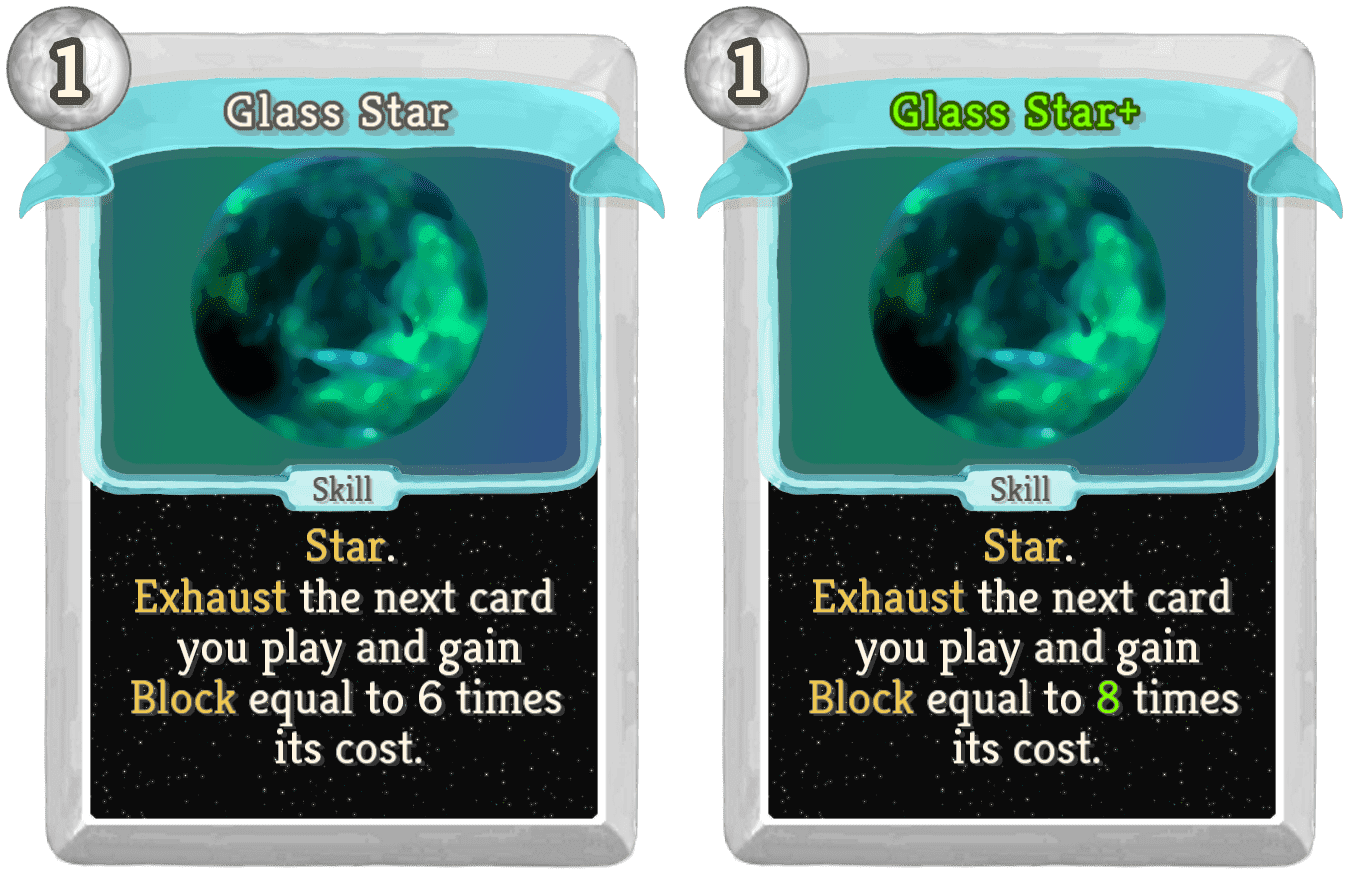 1
Glass Star
Skill
Star.
Exhaust the next card
you play and gain
Block equal to 6 times
its cost.
1
Glass Star+
Skill
Star.
Exhaust the next card
you play and gain
Block equal to 8 times
its cost.